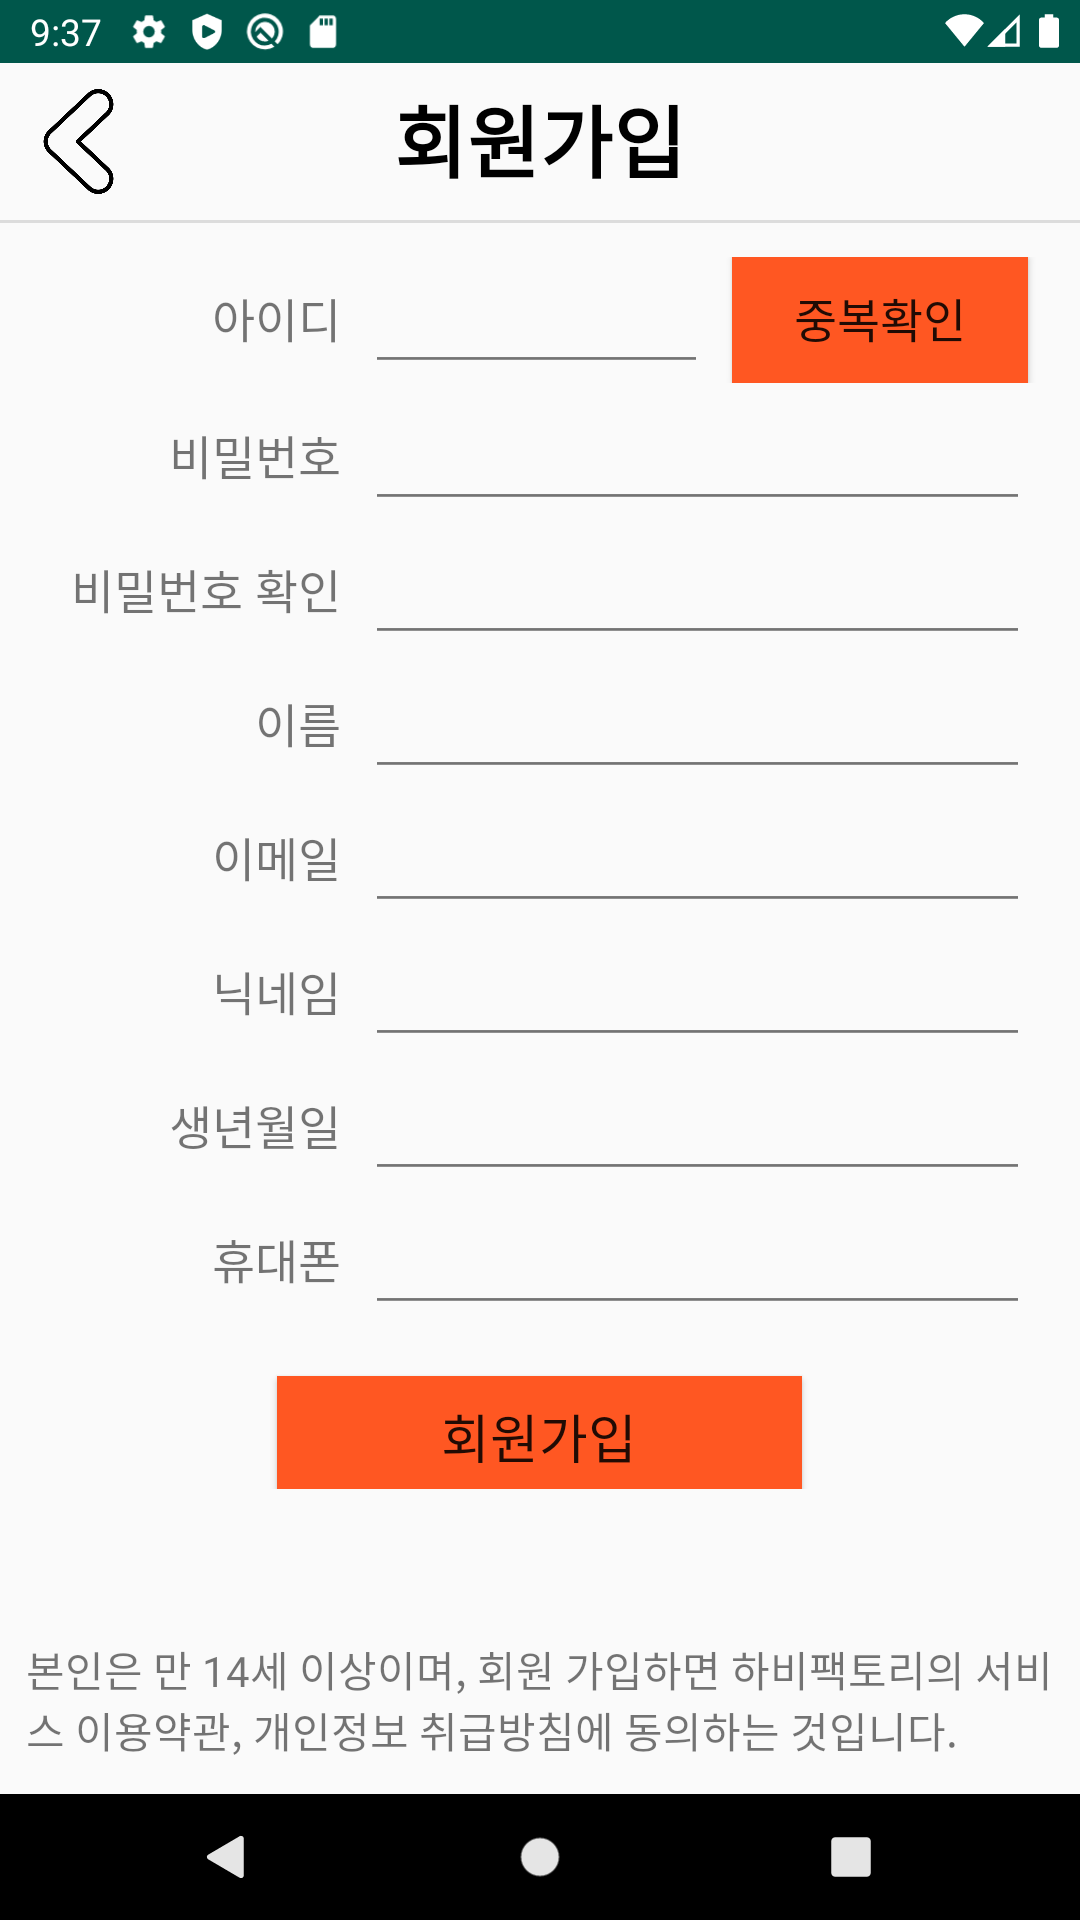 9:37
회원가입
아이디
중복확인
비밀번호
비밀번호 확인
이름
이메일
닉네임
생년월일
휴대폰
회원가입
본인은 만 14세 이상이며, 회원 가입하면 하비팩토리의 서비
스 이용약관, 개인정보 취급방침에 동의하는 것입니다.